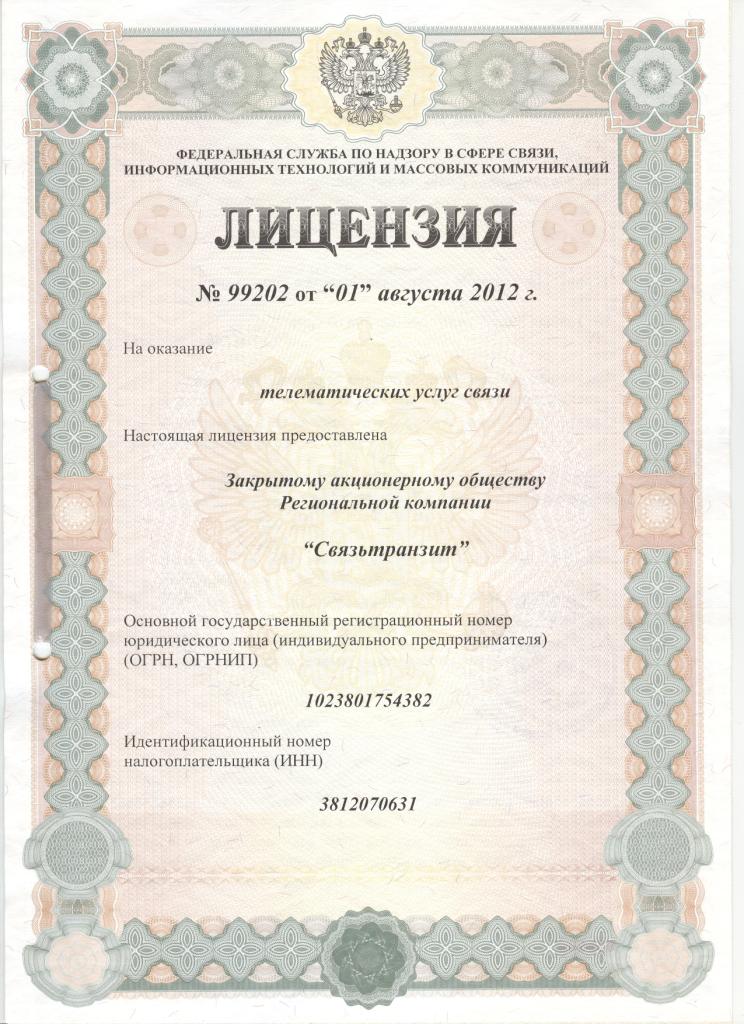 ФЕДЕРАЛЬНАЯ СЛУЖБА ПО НАДЗОРУ В СФЕРЕ СВЯЗИ,
ИНФОРМАЦИОННЫХ ТЕХНОЛОГИЙ И МАССОВЫХ КОММУНИКАЦИЙ
ЛИЦЕНЗИЯ
№ 99202 от “01” августа 2012 г.
На оказание
телематических услуг связи
Настоящая лицензия предоставлена
Закрытому акционерному обществу
Региональной компании
“Связьтранзит”
Основной государственный регистрационный номер
юридического лица (индивидуального предпринимателя)
(ОГРН, ОГРНИП)
1023801754382
Идентификационный номер
налогоплательщика (ИНН)
3812070631